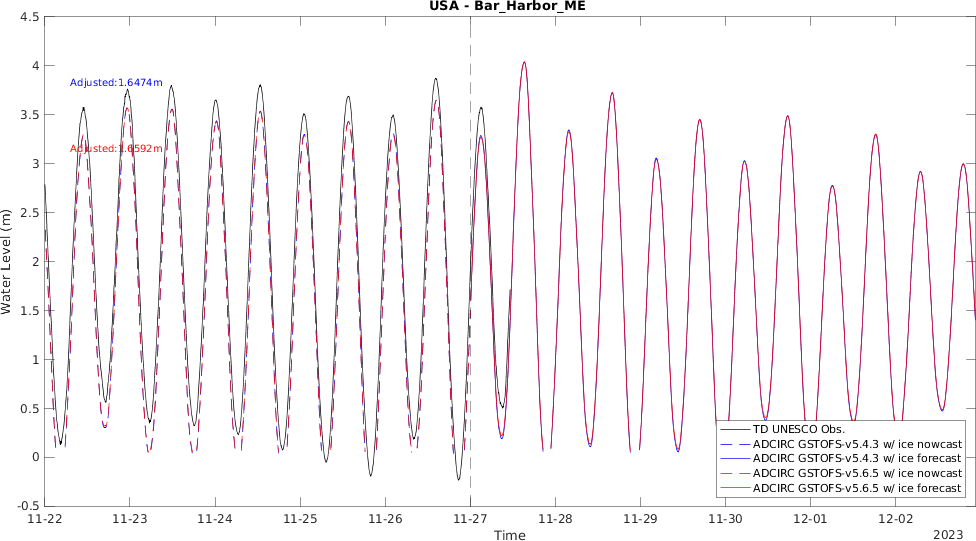 USA - Bar_Harbor_ME
4.5
4
3.5
3
2.5
2
1.5
1
0.5
0
-0.5
Water Level (m)
Adjusted:1.6474m
Adjusted:1.6592m
TD UNESCO Obs.
ADCIRC GSTOFS-v5.4.3 w/ ice nowcast
ADCIRC GSTOFS-v5.4.3 w/ ice forecast
ADCIRC GSTOFS-v5.6.5 w/ ice nowcast
ADCIRC GSTOFS-v5.6.5 w/ ice forecast
11-22 11-23 11-24 11-25 11-26 11-27 11-28 11-29 11-30 12-01 12-02
Time
2023